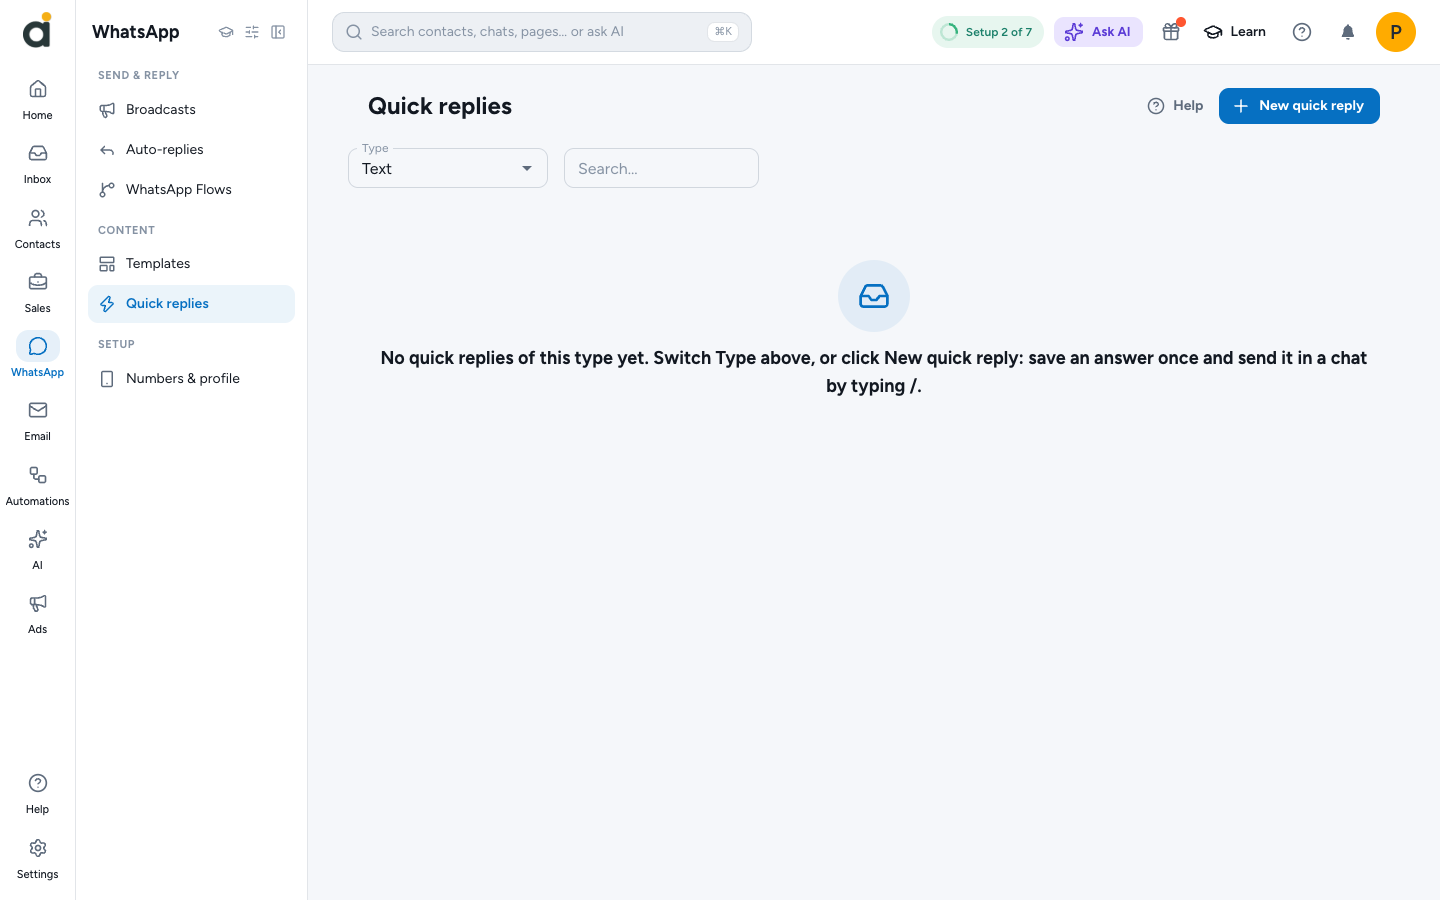 WhatsApp
Search contacts, chats, pages... or ask AI
⌘K
Setup 2 of 7
Ask AI
Learn
P
Home
Inbox
Contacts
Sales
WhatsApp
Email
Automations
AI
Ads
Help
Settings
SEND & REPLY
Broadcasts
Auto-replies
WhatsApp Flows
CONTENT
Templates
Quick replies
SETUP
Numbers & profile
Quick replies
Help
New quick reply
Type
Text
Search...
No quick replies of this type yet. Switch Type above, or click New quick reply: save an answer once and send it in a chat
by typing /.